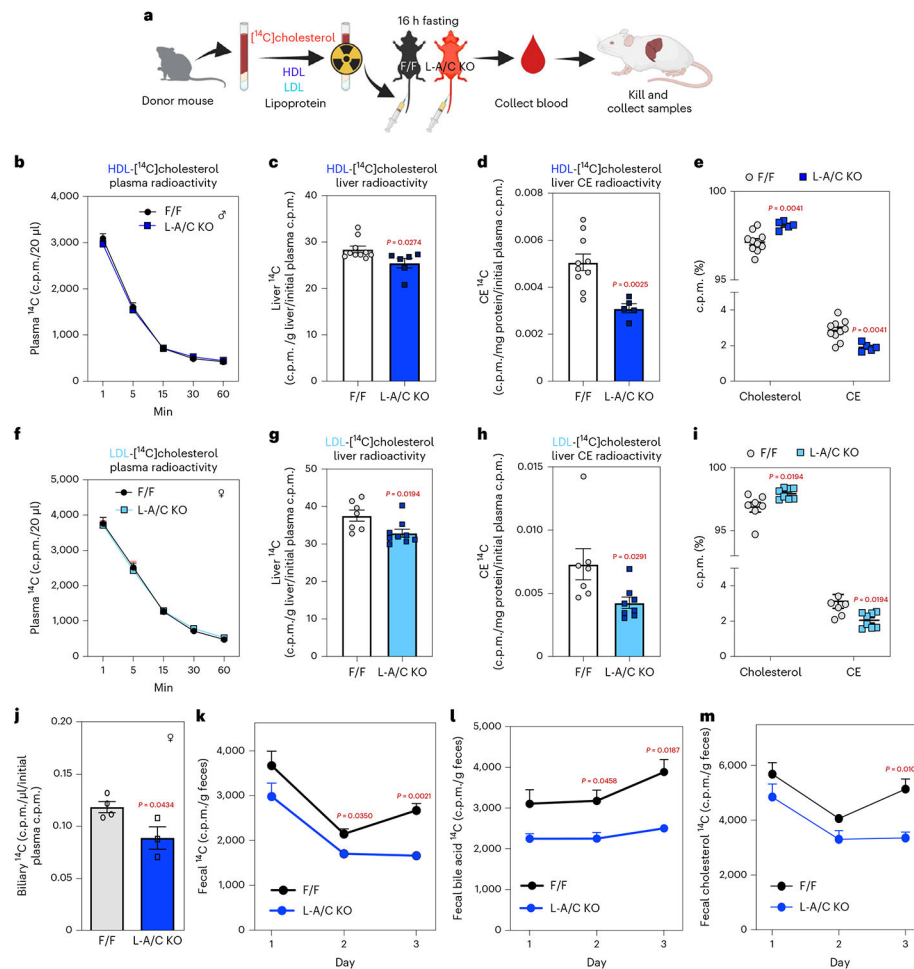 a
[14C]cholesterol
16 h fasting
HDL
LDL
F/F
L-A/C KO
Donor mouse
Lipoprotein
Collect blood
Kill and
collect samples
b
HDL-[14C]cholesterol
plasma radioactivity
F/F
♂
L-A/C KO
Plasma 14C (c.p.m./20 µl)
4,000
3,000
2,000
1,000
0
1
5
15
30
60
Min
c
HDL-[14C]cholesterol
liver radioactivity
Liver 14C
(c.p.m./g liver/initial plasma c.p.m.)
40
30
20
10
0
P = 0.0274
F/F
L-A/C KO
d
HDL-[14C]cholesterol
liver CE radioactivity
CE 14C
(c.p.m./mg protein/initial plasma c.p.m.)
0.008
0.006
0.004
0.002
0.000
P = 0.0025
F/F
L-A/C KO
e
F/F
L-A/C KO
c.p.m. (%)
100
95
4
2
0
P = 0.0041
P = 0.0041
Cholesterol
CE
f
LDL-[14C]cholesterol
plasma radioactivity
F/F
♀
L-A/C KO
Plasma 14C (c.p.m./20 µl)
5,000
4,000
3,000
2,000
1,000
0
1
5
15
30
60
Min
g
LDL-[14C]cholesterol
liver radioactivity
Liver 14C
(c.p.m./g liver/initial plasma c.p.m.)
50
40
30
20
10
0
P = 0.0194
F/F
L-A/C KO
h
LDL-[14C]cholesterol
liver CE radioactivity
CE 14C
(c.p.m./mg protein/initial plasma c.p.m.)
0.015
0.010
0.005
0
P = 0.0291
F/F
L-A/C KO
i
F/F
L-A/C KO
c.p.m. (%)
100
95
4
2
0
P = 0.0194
P = 0.0194
Cholesterol
CE
j
♀
Biliary 14C (c.p.m./µl/initial
plasma c.p.m.)
0.20
0.15
0.10
0.05
0
P = 0.0434
F/F
L-A/C KO
k
Fecal 14C (c.p.m./g feces)
4,000
3,000
2,000
1,000
0
P = 0.0350
P = 0.0021
F/F
L-A/C KO
1
2
3
Day
l
Fecal bile acid 14C (c.p.m./g feces)
5,000
4,000
3,000
2,000
1,000
0
P = 0.0458
P = 0.0187
F/F
L-A/C KO
1
2
3
Day
m
Fecal cholesterol 14C (c.p.m./g feces)
6,000
4,000
2,000
0
P = 0.010
F/F
L-A/C KO
1
2
3
Day